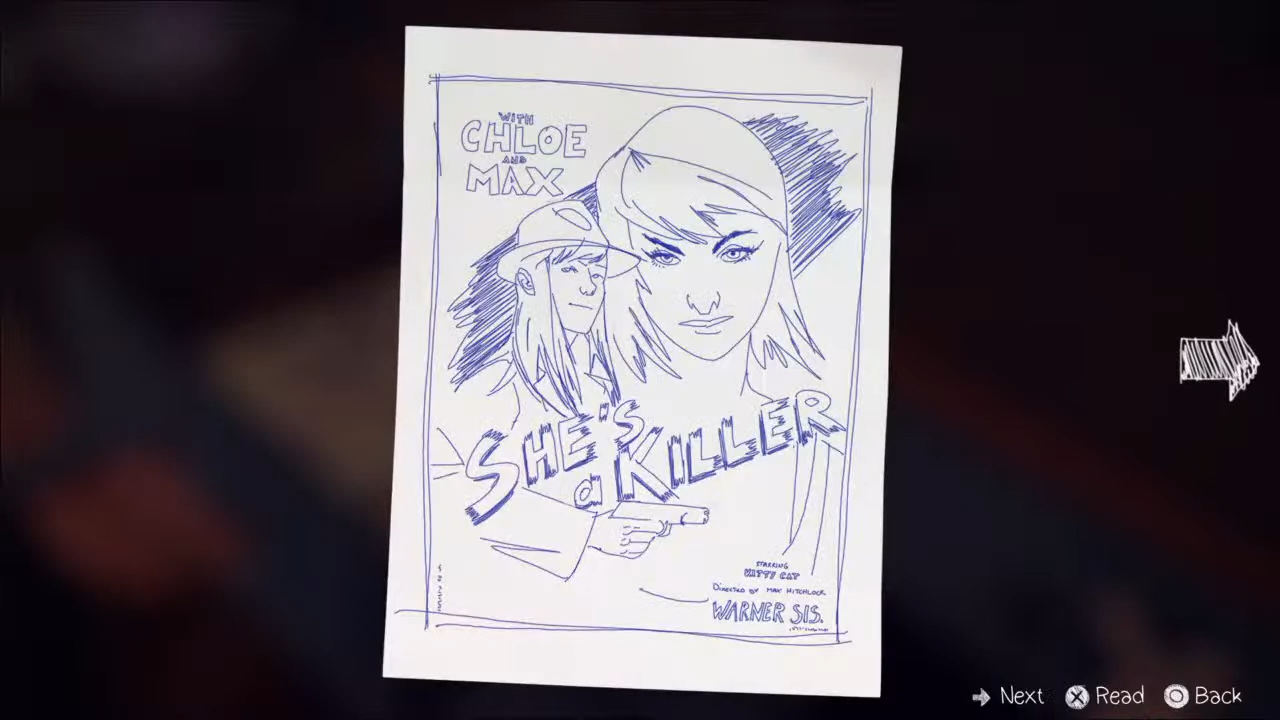 WITH
CHLOE
AND
MAX
SHE'S
a KILLER
STARRING
KITTY CAT
DIRECTED BY MAX HITCHLOCK
WARNER SIS.
Next
Read
Back